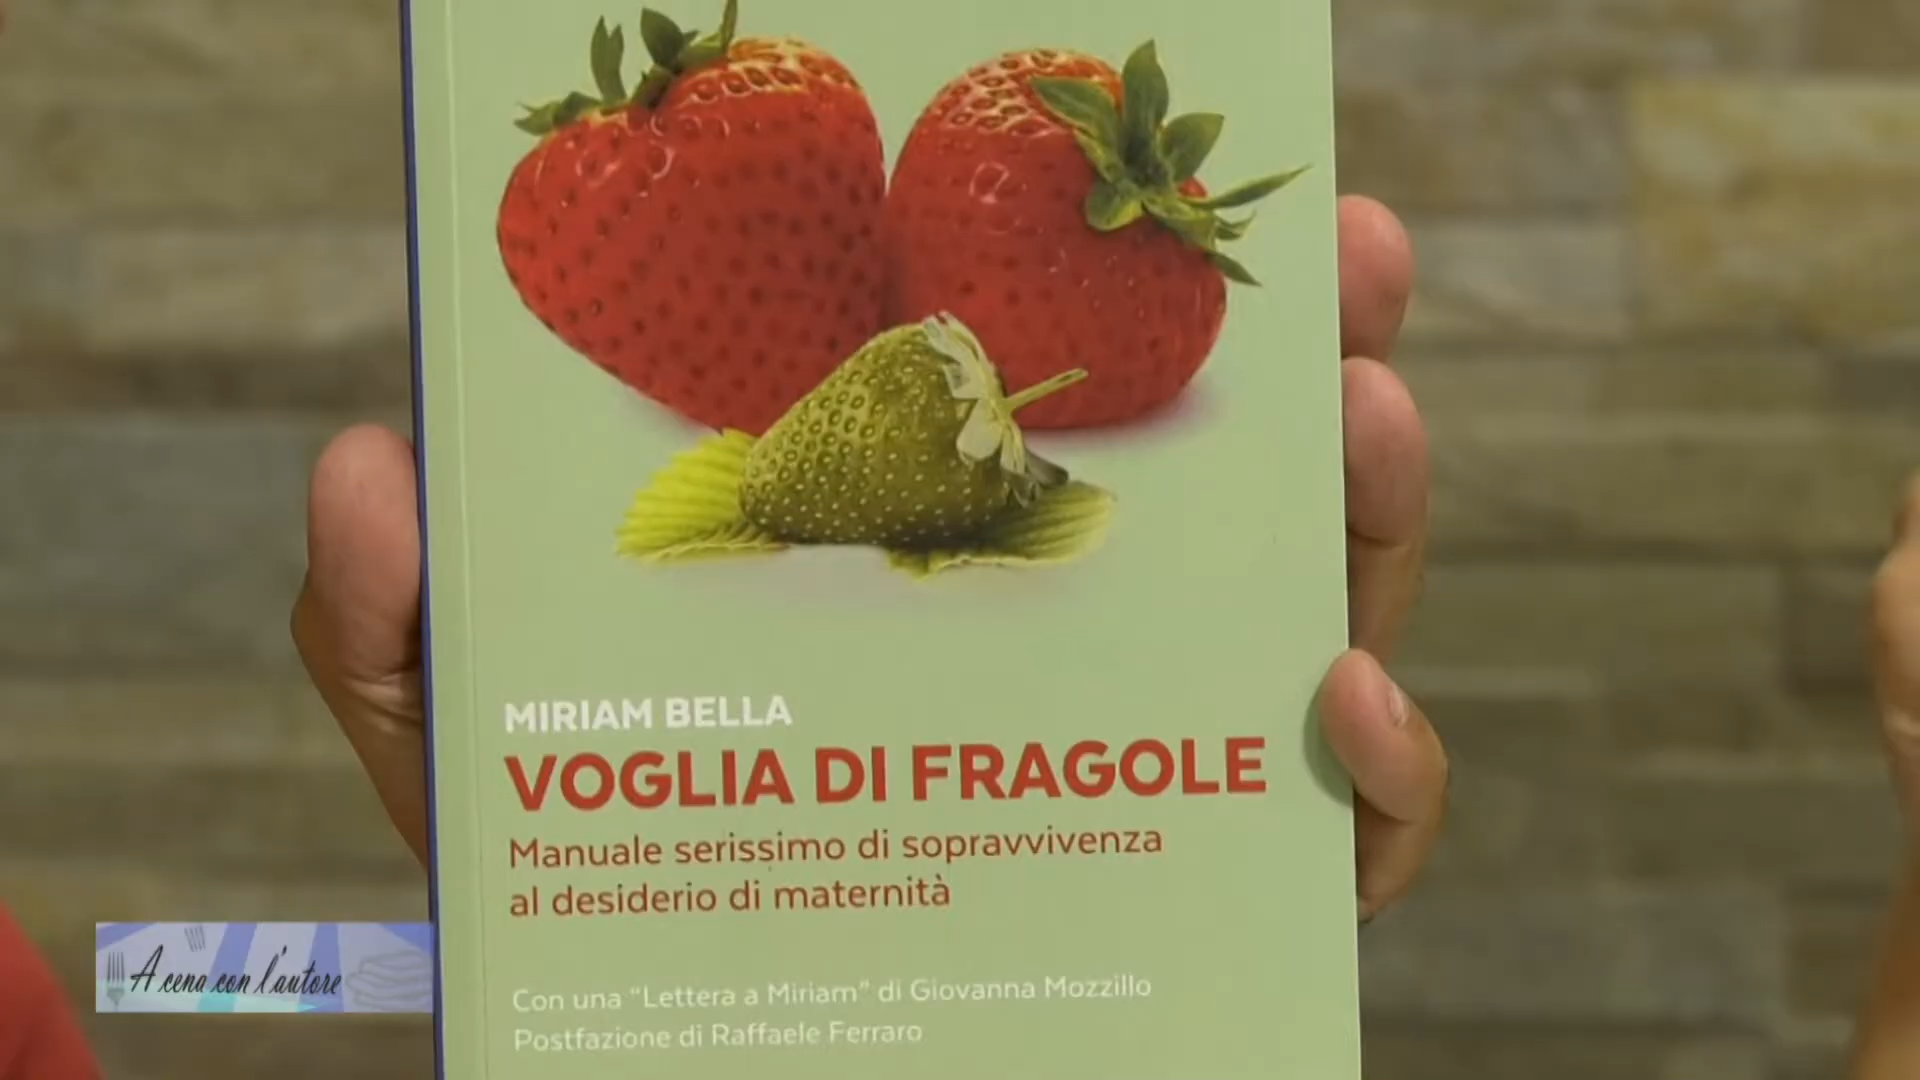 MIRIAM BELLA
VOGLIA DI FRAGOLE
Manuale serissimo di sopravvivenza
al desiderio di maternità
Con una “Lettera a Miriam” di Giovanna Mozzillo
Postfazione di Raffaele Ferraro
A cena con l'autore